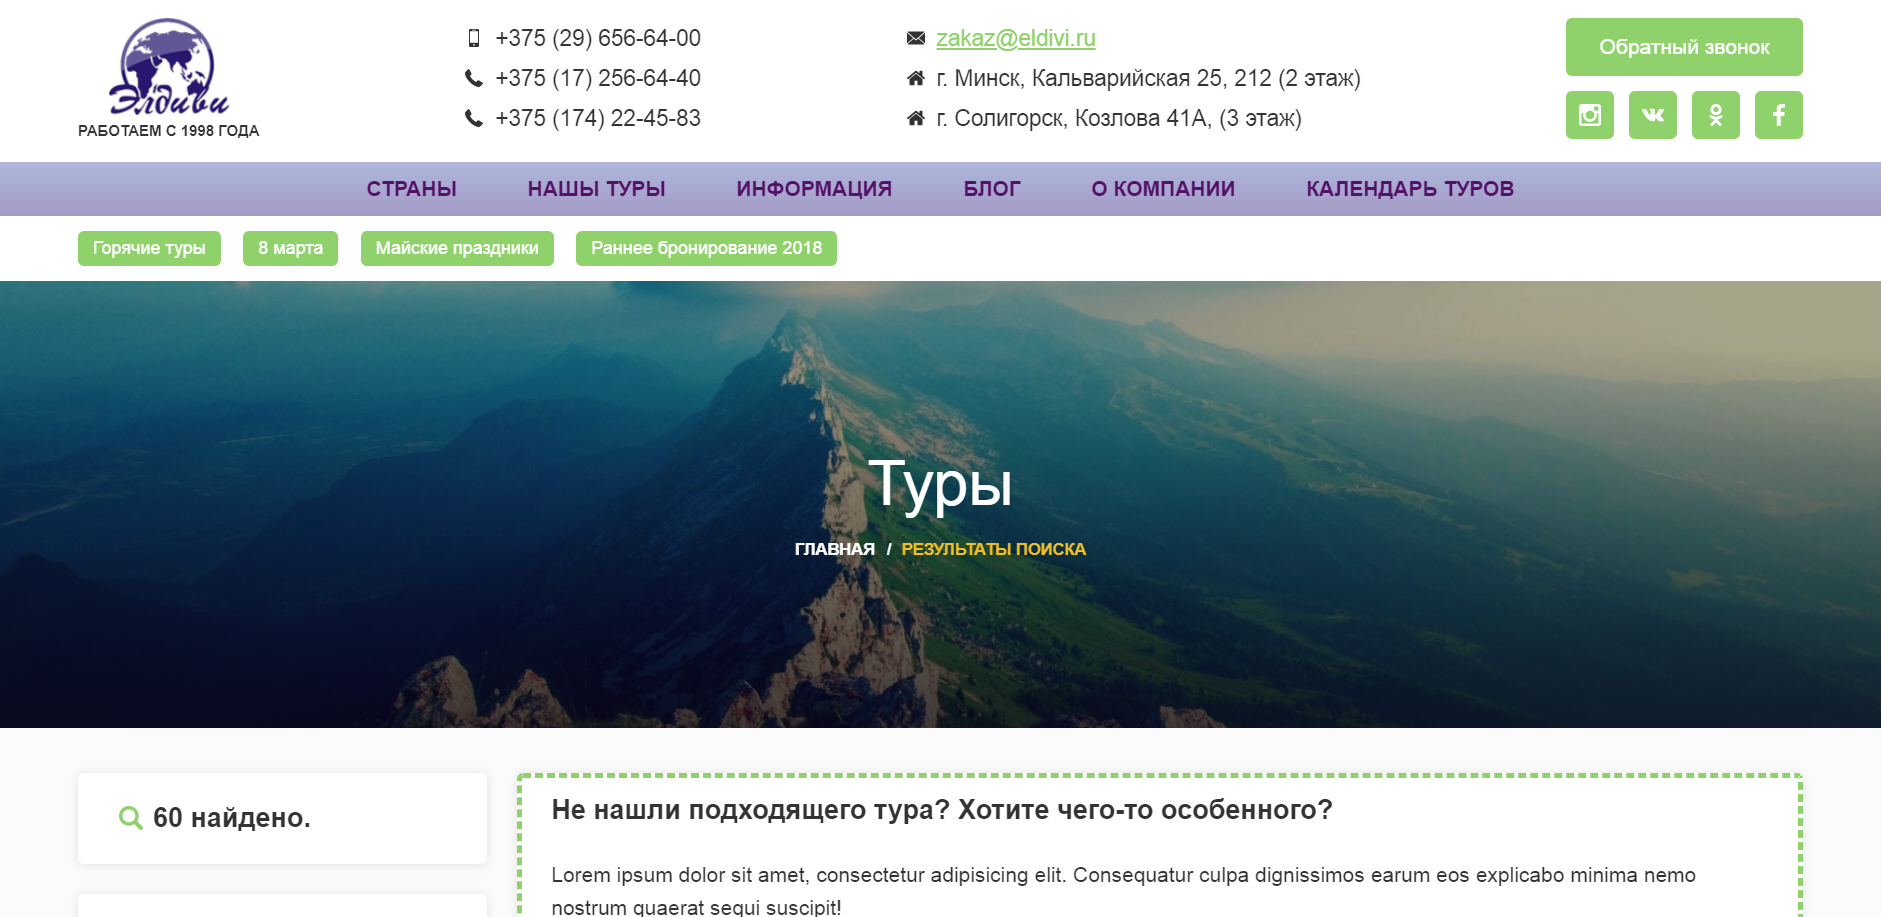 Элдиви
РАБОТАЕМ С 1998 ГОДА
+375 (29) 656-64-00
+375 (17) 256-64-40
+375 (174) 22-45-83
zakaz@eldivi.ru
г. Минск, Кальварийская 25, 212 (2 этаж)
г. Солигорск, Козлова 41А, (3 этаж)
Обратный звонок
СТРАНЫ НАШЫ ТУРЫ ИНФОРМАЦИЯ БЛОГ О КОМПАНИИ КАЛЕНДАРЬ ТУРОВ
Горячие туры 8 марта Майские праздники Раннее бронирование 2018
Туры
ГЛАВНАЯ / РЕЗУЛЬТАТЫ ПОИСКА
60 найдено.
Не нашли подходящего тура? Хотите чего-то особенного?
Lorem ipsum dolor sit amet, consectetur adipisicing elit. Consequatur culpa dignissimos earum eos explicabo minima nemo
nostrum quaerat sequi suscipit!